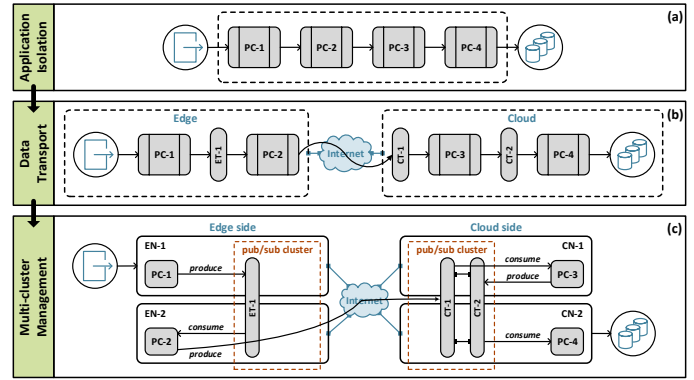 Application
Isolation
(a)
PC-1
PC-2
PC-3
PC-4
Data
Transport
(b)
Edge
Cloud
PC-1
ET-1
PC-2
Internet
CT-1
PC-3
CT-2
PC-4
Multi-cluster
Management
(c)
Edge side
Cloud side
EN-1
pub/sub cluster
pub/sub cluster
CN-1
PC-1
produce
ET-1
Internet
CT-1
CT-2
consume
produce
PC-3
EN-2
consume
PC-2
produce
CN-2
consume
PC-4